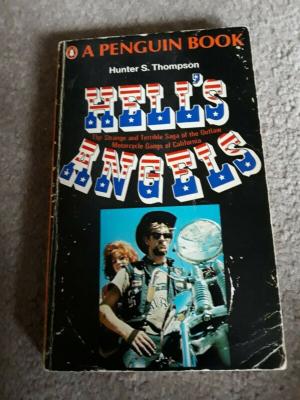 A PENGUIN BOOK
Hunter S. Thompson
HELL'S
The Strange and Terrible Saga of the Outlaw
Motorcycle Gangs of California
ANGELS